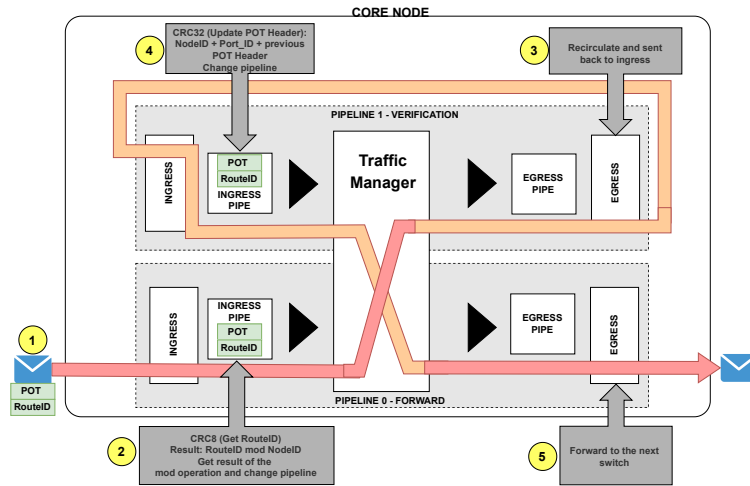 CORE NODE
CRC32 (Update POT Header):
NodeID + Port_ID + previous
POT Header
Change pipeline
4
3
Recirculate and sent
back to ingress
PIPELINE 1 - VERIFICATION
INGRESS
POT
RouteID
INGRESS
PIPE
Traffic
Manager
EGRESS
PIPE
EGRESS
INGRESS
INGRESS
PIPE
POT
RouteID
EGRESS
PIPE
EGRESS
1
POT
RouteID
PIPELINE 0 - FORWARD
2
CRC8 (Get RouteID)
Result: RouteID mod NodeID
Get result of the
mod operation and change pipeline
5
Forward to the next
switch